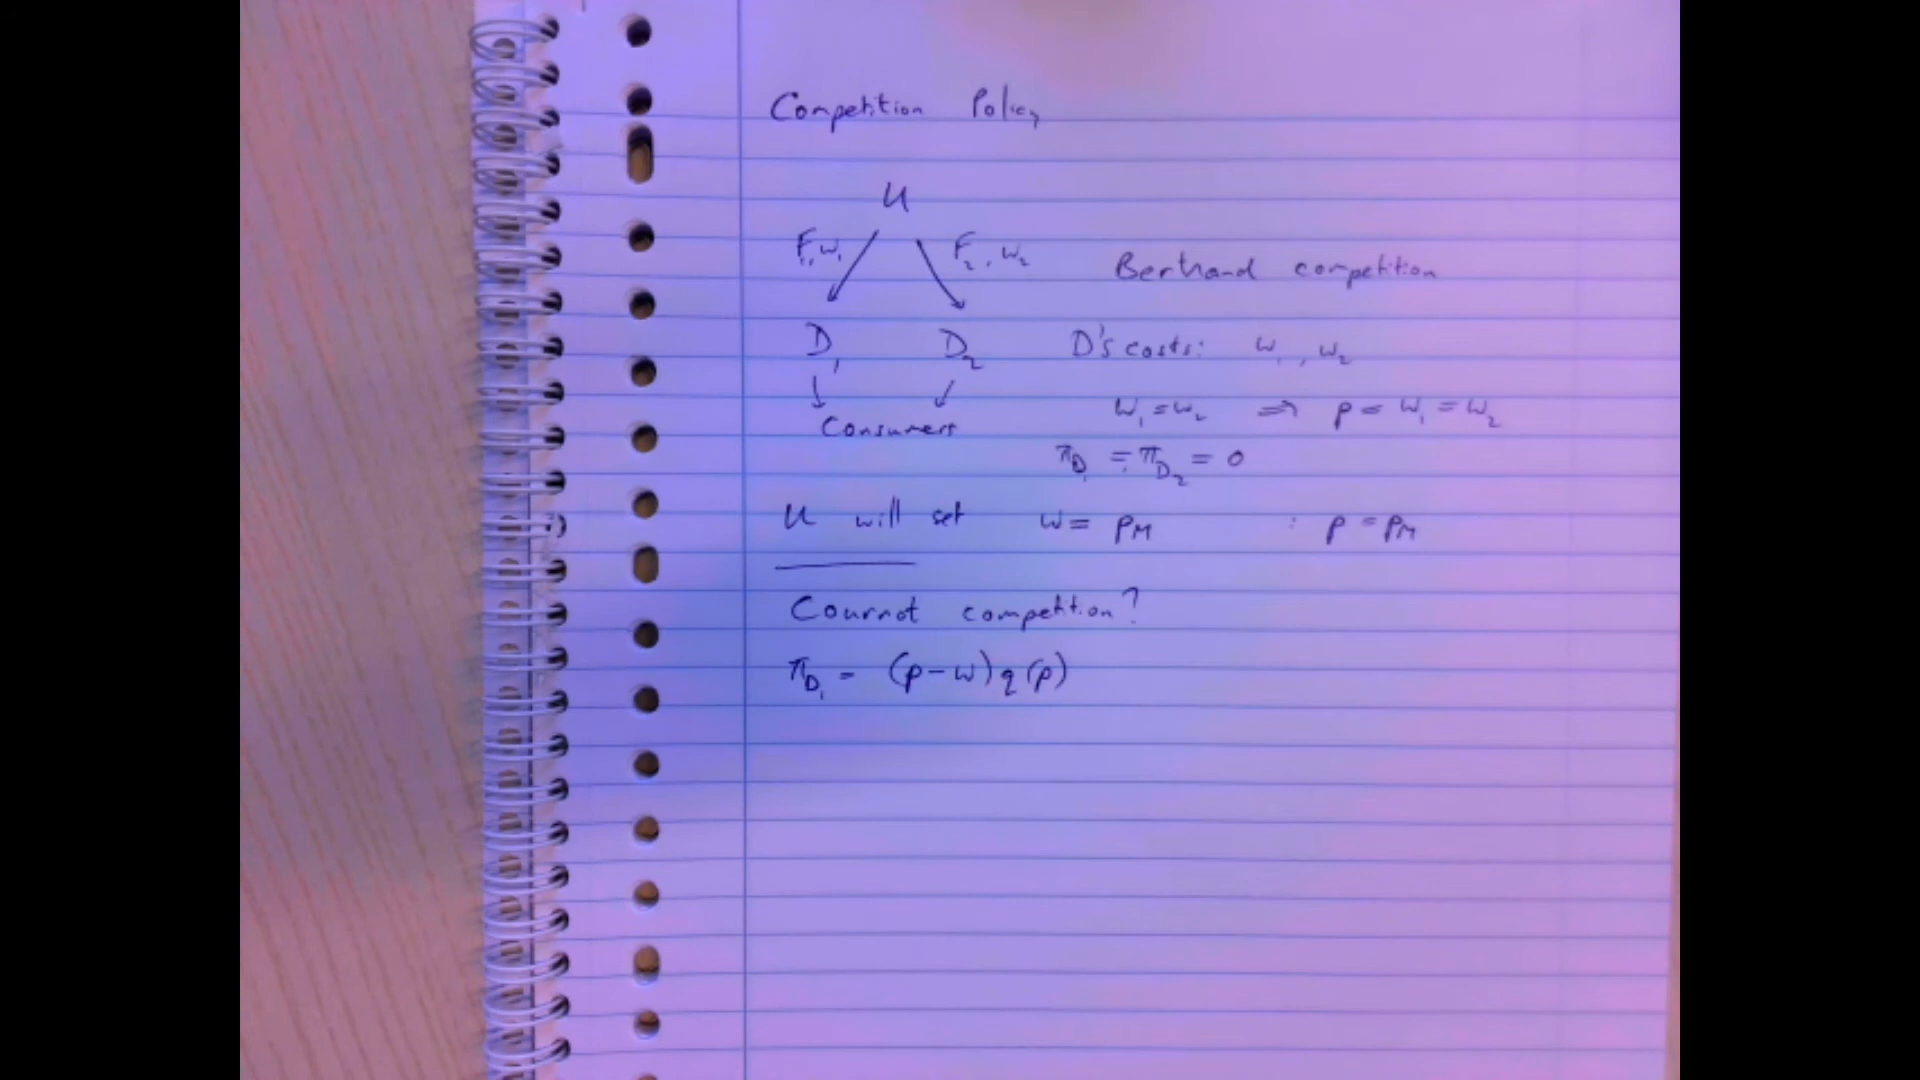 Competition Policy
U
F₁, w₁ F₂, w₂
Bertrand competition
D₁ D₂ D's costs: w₁, w₂
w₁ = w₂ ⇒ p = w₁ = w₂
Consumers
π_D₁ = π_D₂ = 0
U will set w = p_M : p = p_M
Cournot competition?
π_D₁ = (p-w)q(p)